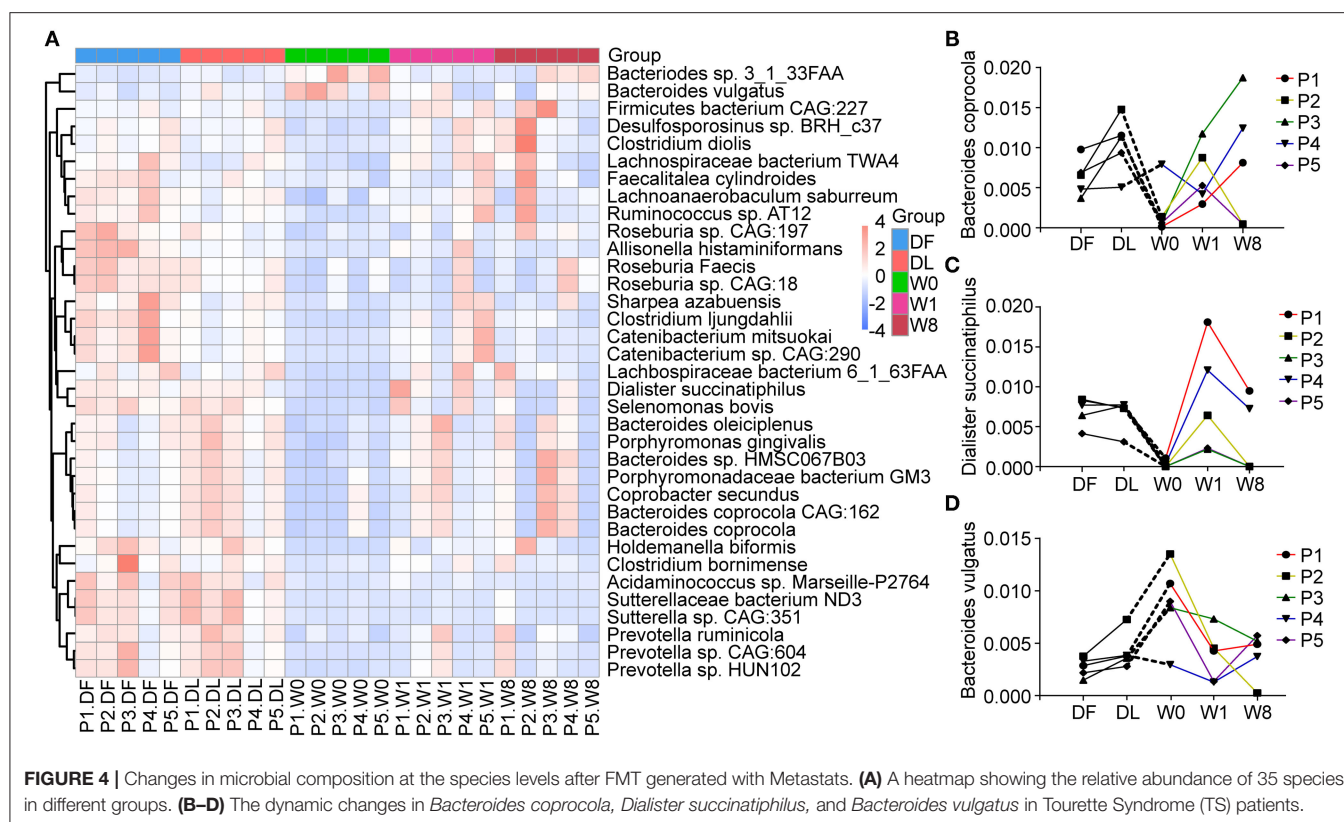 A
Group
Bacteriodes sp. 3_1_33FAA
Bacteroides vulgatus
Firmicutes bacterium CAG:227
Desulfosporosinus sp. BRH_c37
Clostridium diolis
Lachnospiraceae bacterium TWA4
Faecalitalea cylindroides
Lachnoanaerobaculum saburreum
Ruminococcus sp. AT12
Roseburia sp. CAG:197
Allisonella histaminiformans
Roseburia Faecis
Roseburia sp. CAG:18
Sharpea azabuensis
Clostridium ljungdahlii
Catenibacterium mitsuokai
Catenibacterium sp. CAG:290
Lachbospiraceae bacterium 6_1_63FAA
Dialister succinatiphilus
Selenomonas bovis
Bacteroides oleiciplenus
Porphyromonas gingivalis
Bacteroides sp. HMSC067B03
Porphyromonadaceae bacterium GM3
Coprobacter secundus
Bacteroides coprocola CAG:162
Bacteroides coprocola
Holdemanella biformis
Clostridium bornimense
Acidaminococcus sp. Marseille-P2764
Sutterellaceae bacterium ND3
Sutterella sp. CAG:351
Prevotella ruminicola
Prevotella sp. CAG:604
Prevotella sp. HUN102
P1.DF
P2.DF
P3.DF
P4.DF
P5.DF
P1.DL
P2.DL
P3.DL
P4.DL
P5.DL
P1.W0
P2.W0
P3.W0
P4.W0
P5.W0
P1.W1
P2.W1
P3.W1
P4.W1
P5.W1
P1.W8
P2.W8
P3.W8
P4.W8
P5.W8
4
2
0
-2
-4
Group
DF
DL
W0
W1
W8
B
Bacteroides coprocola
0.020
0.015
0.010
0.005
0.000
DF DL W0 W1 W8
P1
P2
P3
P4
P5
C
Dialister succinatiphilus
0.020
0.015
0.010
0.005
0.000
DF DL W0 W1 W8
P1
P2
P3
P4
P5
D
Bacteroides vulgatus
0.015
0.010
0.005
0.000
DF DL W0 W1 W8
P1
P2
P3
P4
P5
FIGURE 4 | Changes in microbial composition at the species levels after FMT generated with Metastats. (A) A heatmap showing the relative abundance of 35 species
in different groups. (B–D) The dynamic changes in Bacteroides coprocola, Dialister succinatiphilus, and Bacteroides vulgatus in Tourette Syndrome (TS) patients.